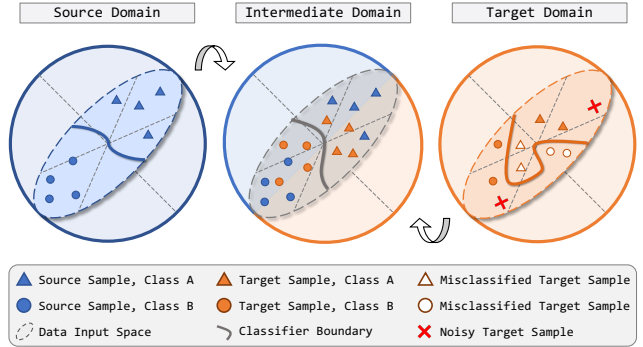 Source Domain
Intermediate Domain
Target Domain
Source Sample, Class A
Target Sample, Class A
Misclassified Target Sample
Source Sample, Class B
Target Sample, Class B
Misclassified Target Sample
Data Input Space
Classifier Boundary
Noisy Target Sample